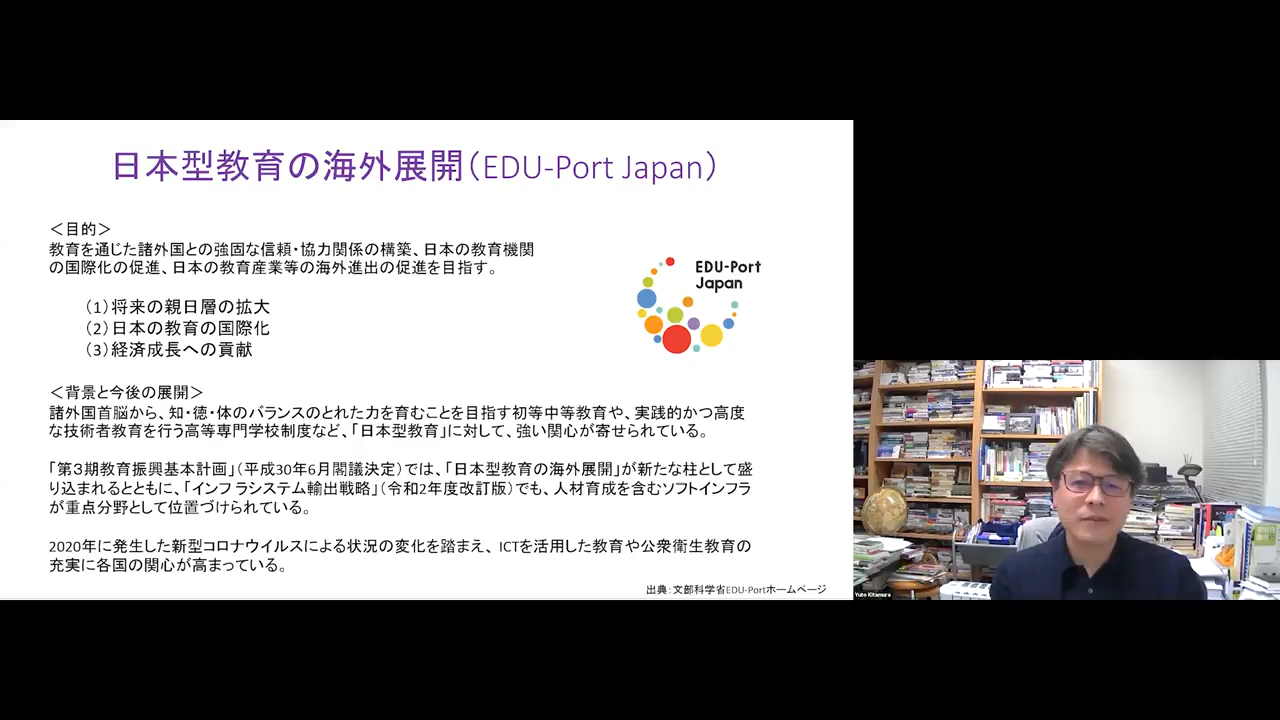 日本型教育の海外展開（EDU-Port Japan）
＜目的＞
教育を通じた諸外国との強固な信頼・協力関係の構築、日本の教育機関
の国際化の促進、日本の教育産業等の海外進出の促進を目指す。
（1）将来の親日層の拡大
（2）日本の教育の国際化
（3）経済成長への貢献
EDU-Port
Japan
＜背景と今後の展開＞
諸外国首脳から、知・徳・体のバランスのとれた力を育むことを目指す初等中等教育や、実践的かつ高度
な技術者教育を行う高等専門学校制度など、「日本型教育」に対して、強い関心が寄せられている。
「第3期教育振興基本計画」（平成30年6月閣議決定）では、「日本型教育の海外展開」が新たな柱として盛
り込まれるとともに、「インフラシステム輸出戦略」（令和2年度改訂版）でも、人材育成を含むソフトインフラ
が重点分野として位置づけられている。
2020年に発生した新型コロナウイルスによる状況の変化を踏まえ、ICTを活用した教育や公衆衛生教育の
充実に各国の関心が高まっている。
出典：文部科学省EDU-Portホームページ
Yuto Kitamura